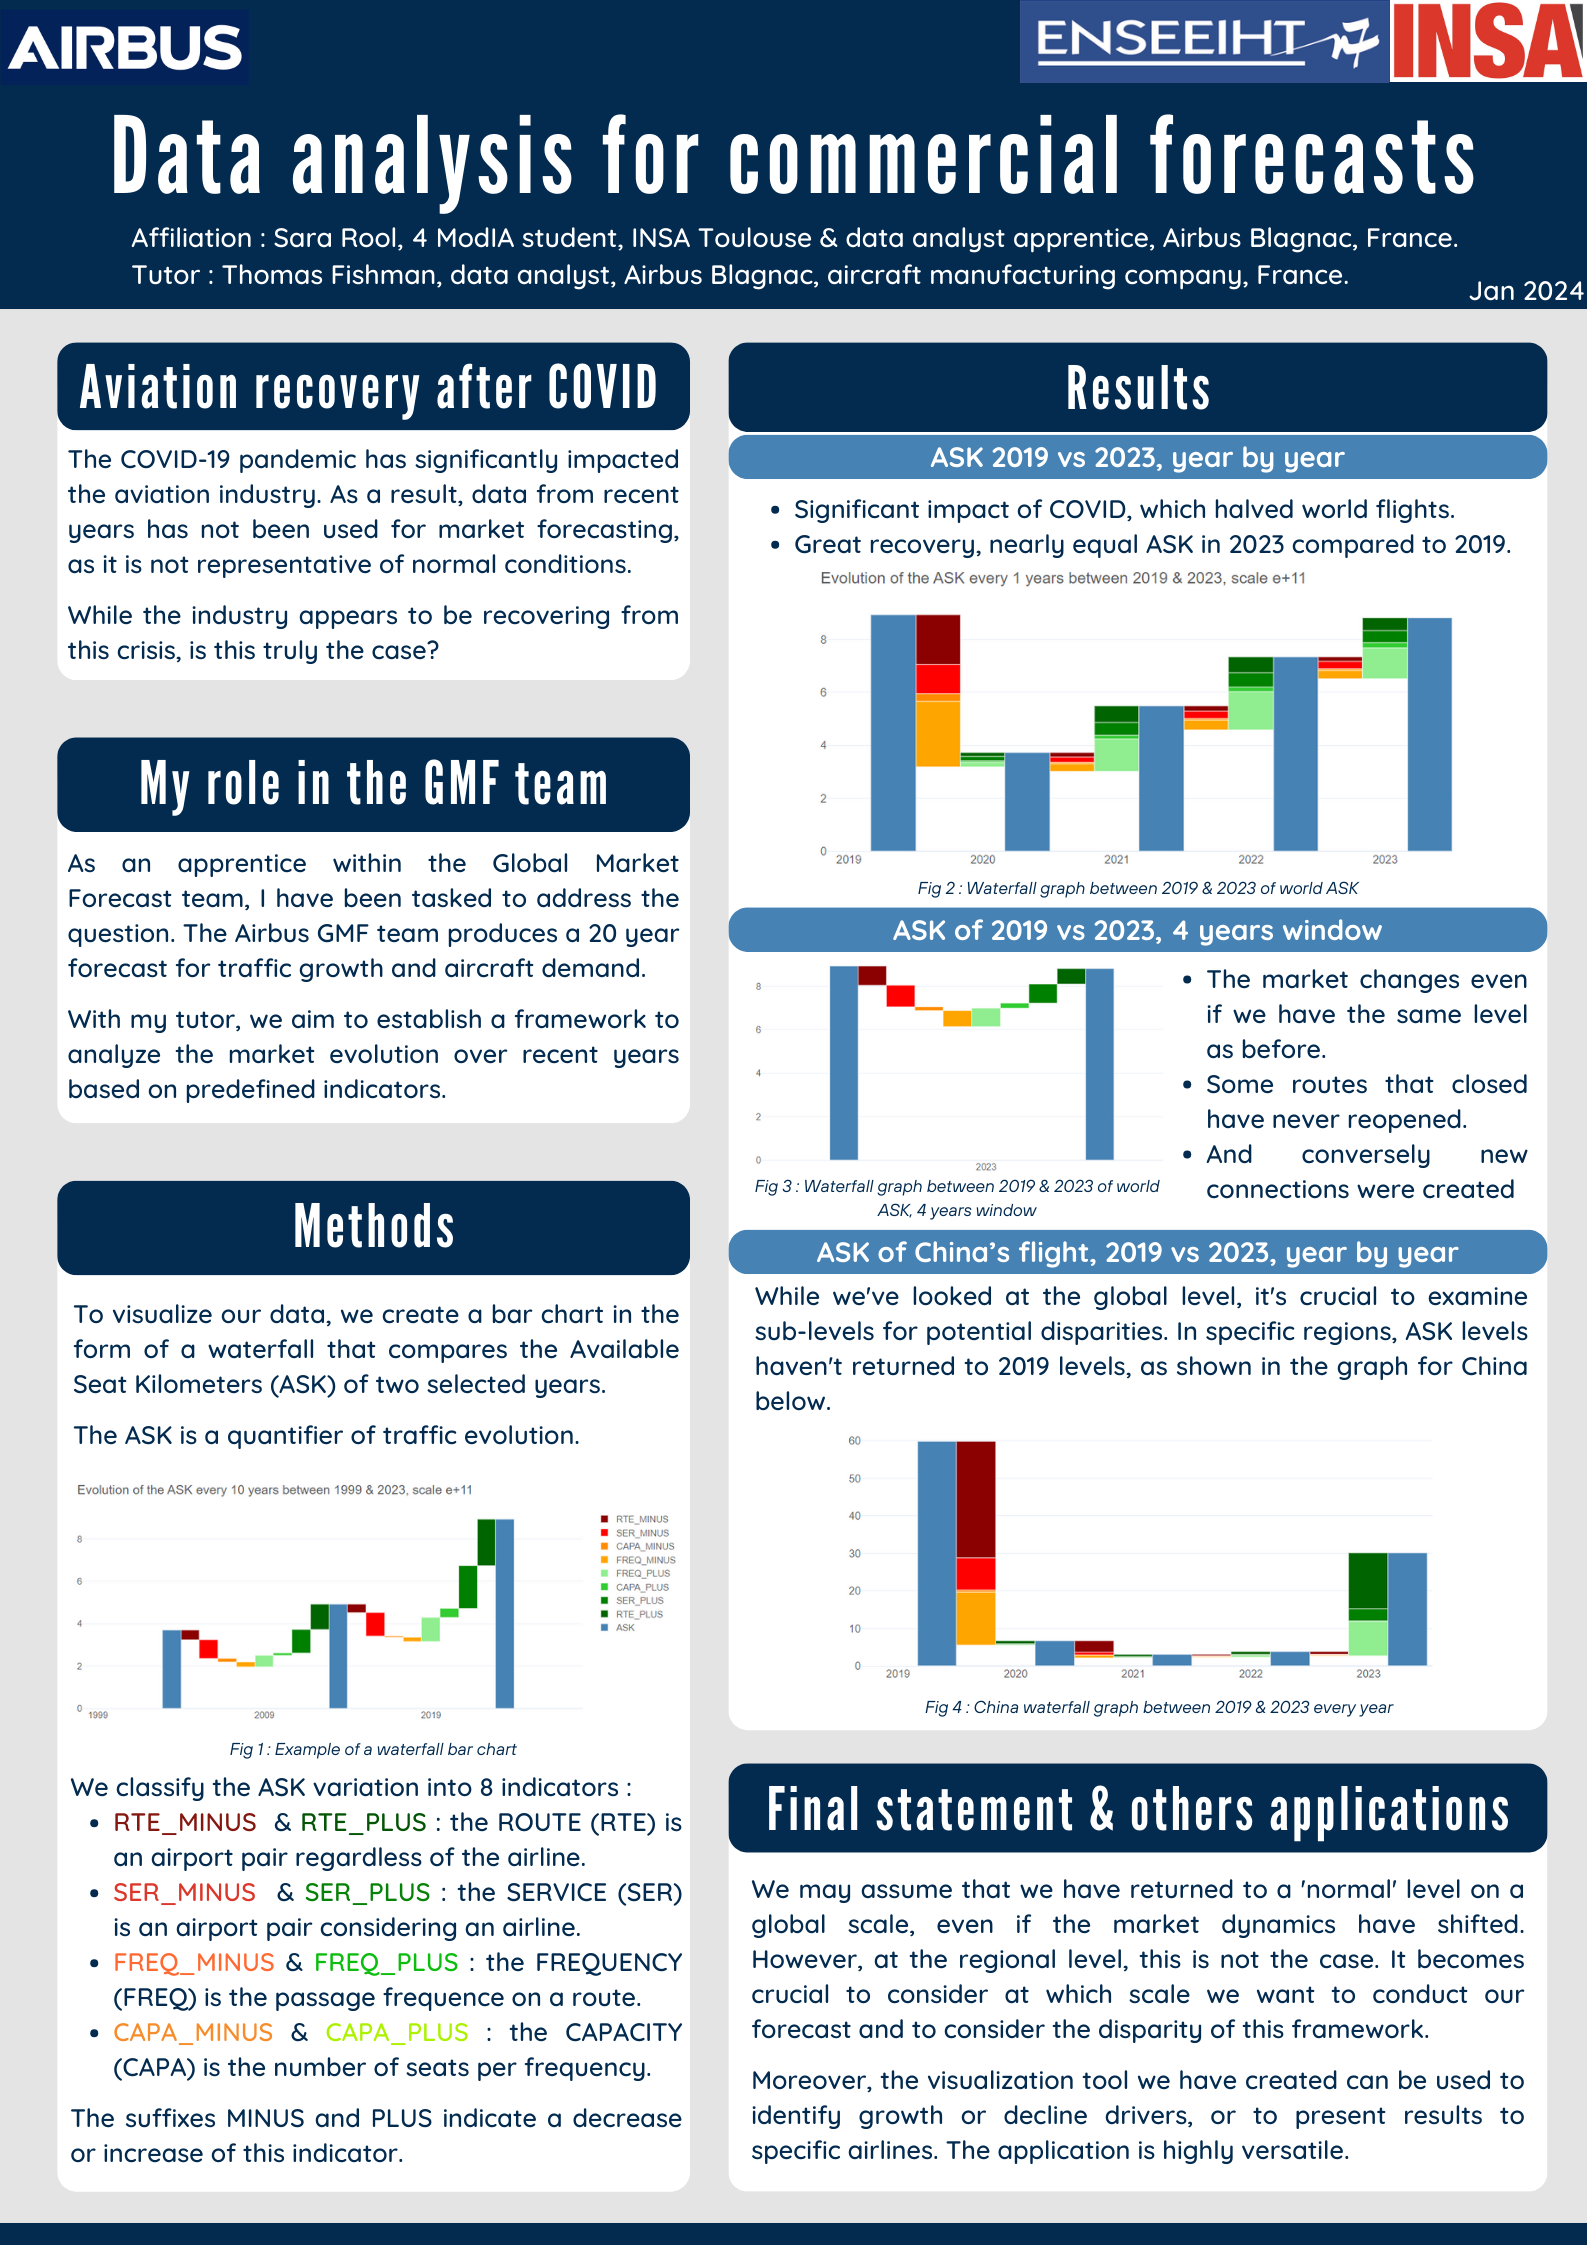 AIRBUS
ENSEEIHT
INSA
Data analysis for commercial forecasts
Affiliation : Sara Rool, 4 ModIA student, INSA Toulouse & data analyst apprentice, Airbus Blagnac, France.
Tutor : Thomas Fishman, data analyst, Airbus Blagnac, aircraft manufacturing company, France.
Jan 2024
Aviation recovery after COVID
The COVID-19 pandemic has significantly impacted
the aviation industry. As a result, data from recent
years has not been used for market forecasting,
as it is not representative of normal conditions.
While the industry appears to be recovering from
this crisis, is this truly the case?
My role in the GMF team
As an apprentice within the Global Market
Forecast team, I have been tasked to address the
question. The Airbus GMF team produces a 20 year
forecast for traffic growth and aircraft demand.
With my tutor, we aim to establish a framework to
analyze the market evolution over recent years
based on predefined indicators.
Methods
To visualize our data, we create a bar chart in the
form of a waterfall that compares the Available
Seat Kilometers (ASK) of two selected years.
The ASK is a quantifier of traffic evolution.
Evolution of the ASK every 10 years between 1999 & 2023, scale e+11
8
6
4
2
0
1999
2009
2019
RTE_MINUS
SER_MINUS
CAPA_MINUS
FREQ_MINUS
FREQ_PLUS
CAPA_PLUS
SER_PLUS
RTE_PLUS
ASK
Fig 1 : Example of a waterfall bar chart
We classify the ASK variation into 8 indicators :
• RTE_MINUS & RTE_PLUS : the ROUTE (RTE) is
an airport pair regardless of the airline.
• SER_MINUS & SER_PLUS : the SERVICE (SER)
is an airport pair considering an airline.
• FREQ_MINUS & FREQ_PLUS : the FREQUENCY
(FREQ) is the passage frequence on a route.
• CAPA_MINUS & CAPA_PLUS : the CAPACITY
(CAPA) is the number of seats per frequency.
The suffixes MINUS and PLUS indicate a decrease
or increase of this indicator.
Results
ASK 2019 vs 2023, year by year
• Significant impact of COVID, which halved world flights.
• Great recovery, nearly equal ASK in 2023 compared to 2019.
Evolution of the ASK every 1 years between 2019 & 2023, scale e+11
8
6
4
2
0
2019
2020
2021
2022
2023
Fig 2 : Waterfall graph between 2019 & 2023 of world ASK
ASK of 2019 vs 2023, 4 years window
8
6
4
2
0
2023
Fig 3 : Waterfall graph between 2019 & 2023 of world
ASK, 4 years window
• The market changes even
if we have the same level
as before.
• Some routes that closed
have never reopened.
• And conversely new
connections were created
ASK of China's flight, 2019 vs 2023, year by year
While we've looked at the global level, it's crucial to examine
sub-levels for potential disparities. In specific regions, ASK levels
haven't returned to 2019 levels, as shown in the graph for China
below.
60
50
40
30
20
10
0
2019
2020
2021
2022
2023
Fig 4 : China waterfall graph between 2019 & 2023 every year
Final statement & others applications
We may assume that we have returned to a 'normal' level on a
global scale, even if the market dynamics have shifted.
However, at the regional level, this is not the case. It becomes
crucial to consider at which scale we want to conduct our
forecast and to consider the disparity of this framework.
Moreover, the visualization tool we have created can be used to
identify growth or decline drivers, or to present results to
specific airlines. The application is highly versatile.